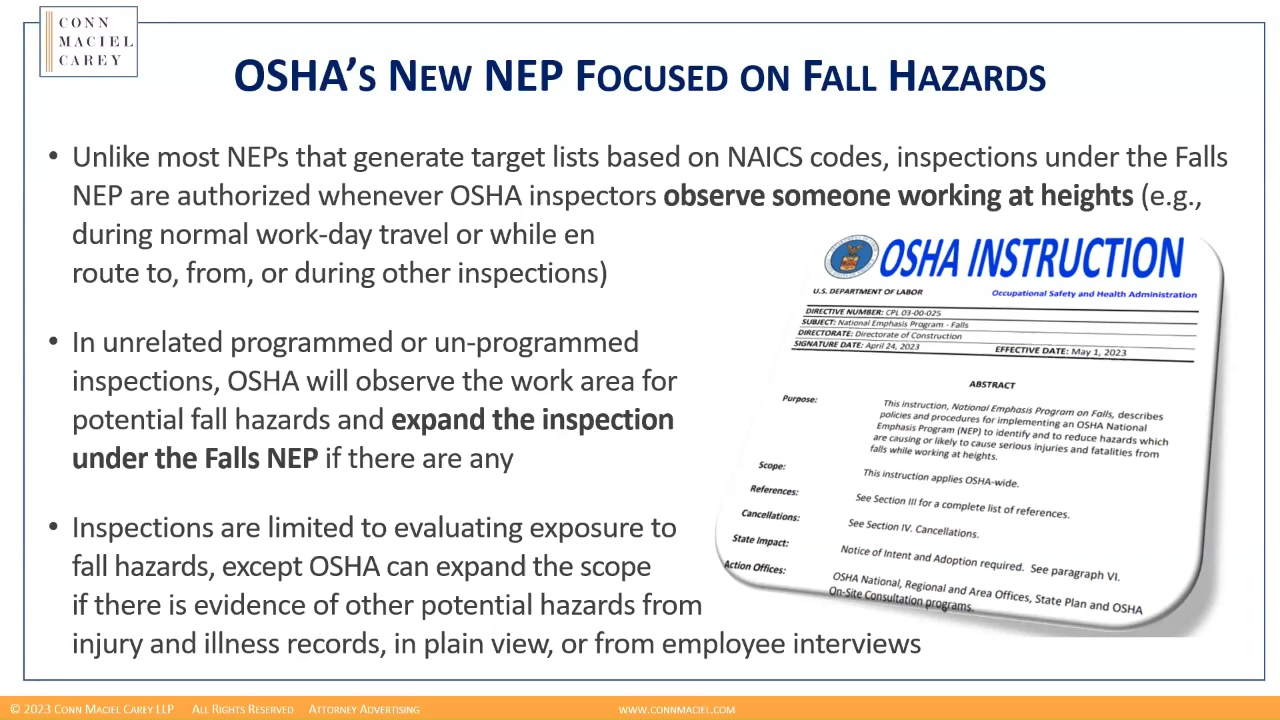 CONN
MACIEL
CAREY
OSHA’S NEW NEP FOCUSED ON FALL HAZARDS
• Unlike most NEPs that generate target lists based on NAICS codes, inspections under the Falls
NEP are authorized whenever OSHA inspectors observe someone working at heights (e.g.,
during normal work-day travel or while en
route to, from, or during other inspections)
• In unrelated programmed or un-programmed
inspections, OSHA will observe the work area for
potential fall hazards and expand the inspection
under the Falls NEP if there are any
• Inspections are limited to evaluating exposure to
fall hazards, except OSHA can expand the scope
if there is evidence of other potential hazards from
injury and illness records, in plain view, or from employee interviews
OSHA INSTRUCTION
U.S. DEPARTMENT OF LABOR Occupational Safety and Health Administration
DIRECTIVE NUMBER: CPL 03-00-025
SUBJECT: National Emphasis Program - Falls
DIRECTORATE: Directorate of Construction
SIGNATURE DATE: April 24, 2023 EFFECTIVE DATE: May 1, 2023
ABSTRACT
Purpose: This instruction, National Emphasis Program on Falls, describes
policies and procedures for implementing an OSHA National
Emphasis Program (NEP) to identify and to reduce hazards which
are causing or likely to cause serious injuries and fatalities from
falls while working at heights.
Scope: This instruction applies OSHA-wide.
References: See Section III for a complete list of references.
Cancellations: See Section IV. Cancellations.
State Impact: Notice of Intent and Adoption required. See paragraph VI.
Action Offices: OSHA National, Regional and Area Offices, State Plan and OSHA
On-Site Consultation programs.
© 2023 CONN MACIEL CAREY LLP ALL RIGHTS RESERVED ATTORNEY ADVERTISING WWW.CONNMACIEL.COM